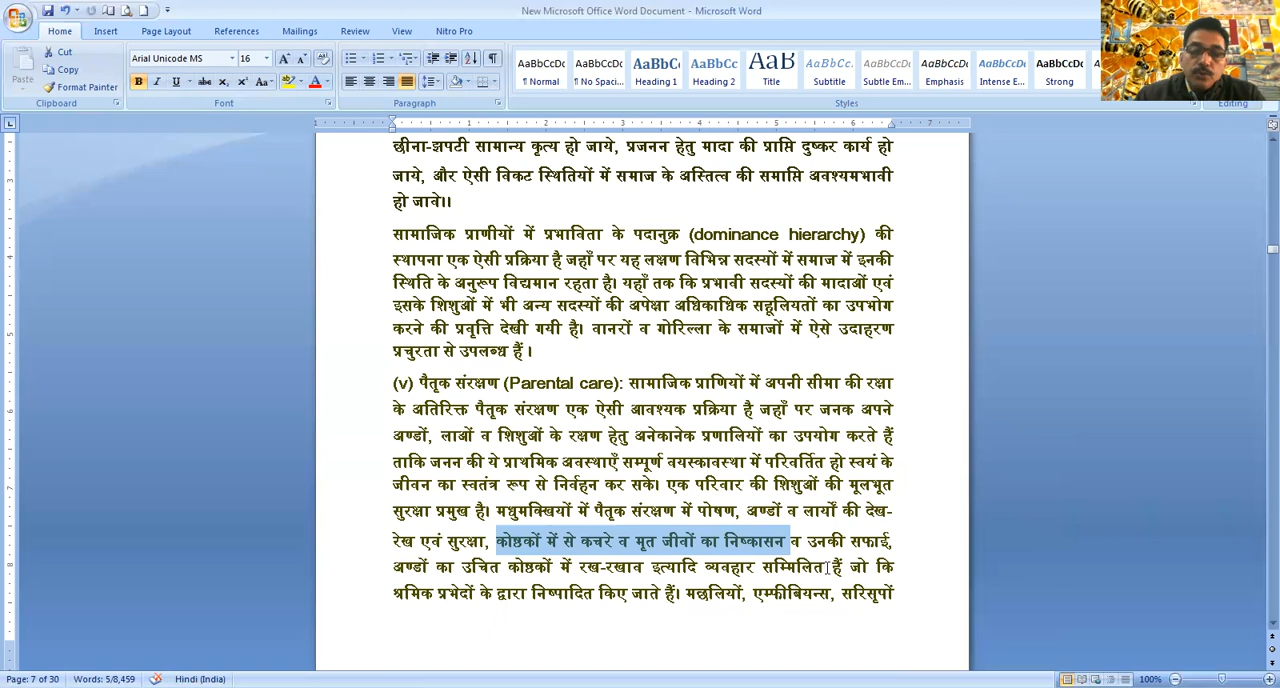 New Microsoft Office Word Document - Microsoft Word
Home Insert Page Layout References Mailings Review View Nitro Pro
Cut
Copy
Format Painter
Paste
Clipboard
Arial Unicode MS 16
Font
Paragraph
AaBbCcDc AaBbCcDc AaBbC AaBbCc AaB AaBbCc. AaBbCcDc AaBbCcDc AaBbCcDc AaBbCcDc
¶ Normal ¶ No Spaci... Heading 1 Heading 2 Title Subtitle Subtle Em... Emphasis Intense E... Strong
Styles
Editing
छीना-झपटी सामान्य कृत्य हो जाये, प्रजनन हेतु मादा की प्राप्ति दुष्कर कार्य हो
जाये, और ऐसी विकट स्थितियों में समाज के अस्तित्व की समाप्ति अवश्यमभावी
हो जावे।।
सामाजिक प्राणीयों में प्रभाविता के पदानुक्र (dominance hierarchy) की
स्थापना एक ऐसी प्रक्रिया है जहाँ पर यह लक्षण विभिन्न सदस्यों में समाज में इनकी
स्थिति के अनुरूप विद्यमान रहता है। यहाँ तक कि प्रभावी सदस्यों की मादाओं एवं
इसके शिशुओं में भी अन्य सदस्यों की अपेक्षा अधिकाधिक सहूलियतों का उपभोग
करने की प्रवृत्ति देखी गयी है। वानरों व गोरिल्ला के समाजों में ऐसे उदाहरण
प्रचुरता से उपलब्ध हैं ।
(v) पैतृक संरक्षण (Parental care): सामाजिक प्राणियों में अपनी सीमा की रक्षा
के अतिरिक्त पैतृक संरक्षण एक ऐसी आवश्यक प्रक्रिया है जहाँ पर जनक अपने
अण्डों, लाओं व शिशुओं के रक्षण हेतु अनेकानेक प्रणालियों का उपयोग करते हैं
ताकि जनन की ये प्राथमिक अवस्थाएँ सम्पूर्ण वयस्कावस्था में परिवर्तित हो स्वयं के
जीवन का स्वतंत्र रूप से निर्वहन कर सके। एक परिवार की शिशुओं की मूलभूत
सुरक्षा प्रमुख है। मधुमक्खियों में पैतृक संरक्षण में पोषण, अण्डों व लार्यों की देख-
रेख एवं सुरक्षा, कोष्ठकों में से कचरे व मृत जीवों का निष्कासन व उनकी सफाई,
अण्डों का उचित कोष्ठकों में रख-रखाव इत्यादि व्यवहार सम्मिलित हैं जो कि
श्रमिक प्रभेदों के द्वारा निष्पादित किए जाते हैं। मछलियों, एम्फीबियन्स, सरिसृपों
Page: 7 of 30 Words: 5/8,459 Hindi (India) 100%